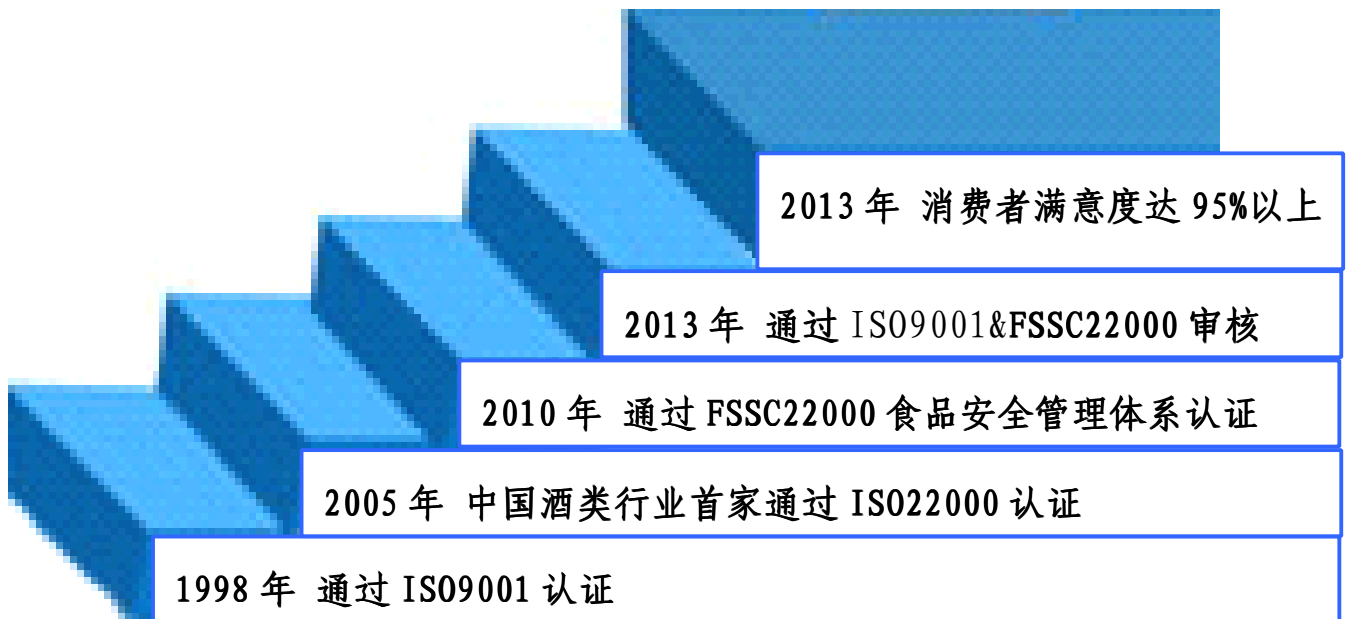 2013年 消费者满意度达95%以上
2013年 通过ISO9001&FSSC22000审核
2010年 通过FSSC22000食品安全管理体系认证
2005年 中国酒类行业首家通过ISO22000认证
1998年 通过ISO9001认证